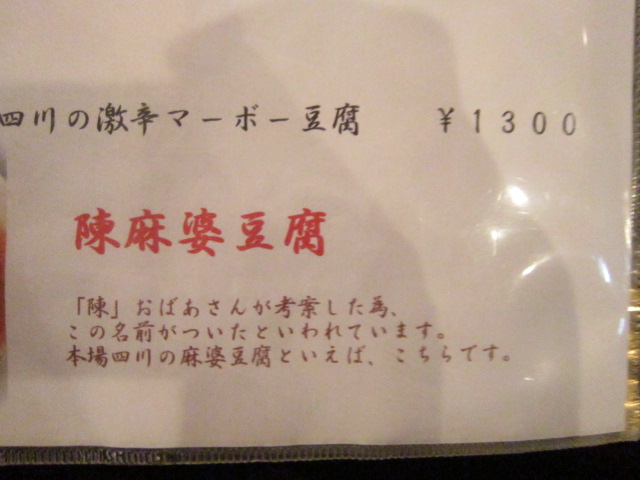 四川の激辛マーボー豆腐 ￥1300
陳麻婆豆腐
「陳」おばあさんが考案した為、
この名前がついたといわれています。
本場四川の麻婆豆腐といえば、こちらです。